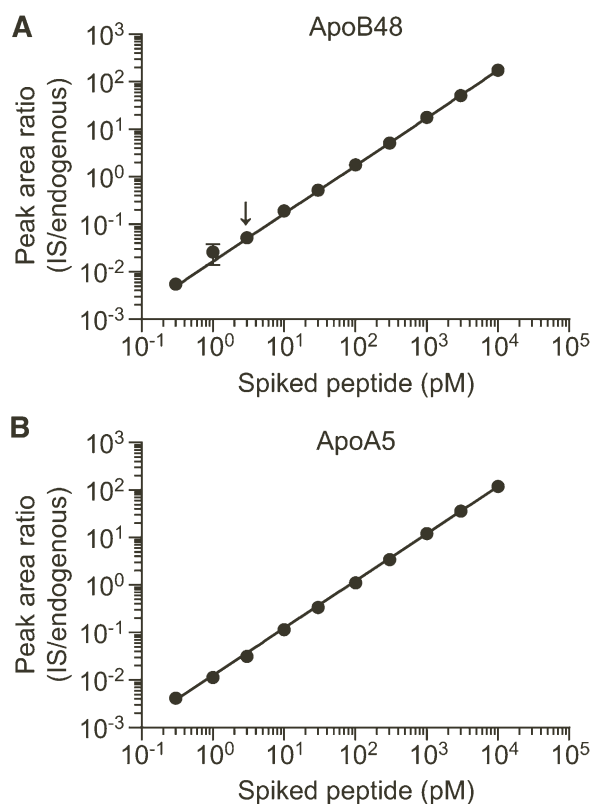 A
ApoB48
Peak area ratio
(IS/endogenous)
10³
10²
10¹
10⁰
10⁻¹
10⁻²
10⁻³
10⁻¹ 10⁰ 10¹ 10² 10³ 10⁴ 10⁵
Spiked peptide (pM)
B
ApoA5
Peak area ratio
(IS/endogenous)
10³
10²
10¹
10⁰
10⁻¹
10⁻²
10⁻³
10⁻¹ 10⁰ 10¹ 10² 10³ 10⁴ 10⁵
Spiked peptide (pM)